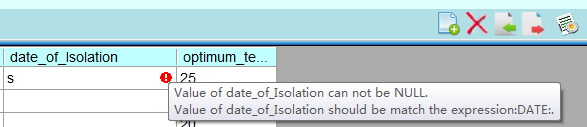 date_of_Isolation optimum_te...
s 25
Value of date_of_Isolation can not be NULL.
Value of date_of_Isolation should be match the expression:DATE:.
20